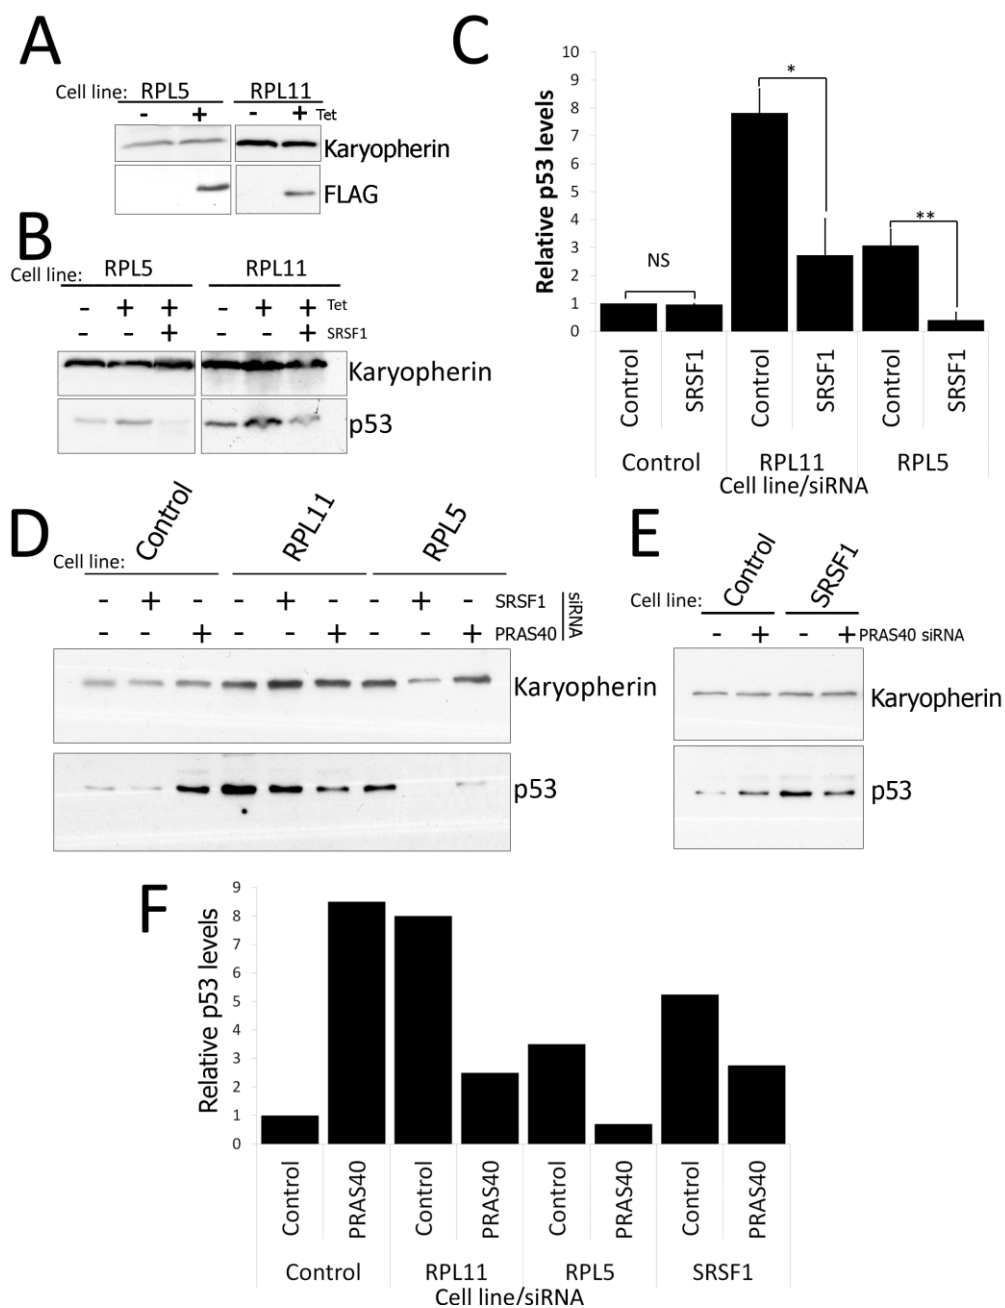 A
Cell line: RPL5 RPL11
- + - + Tet
Karyopherin
FLAG
B
Cell line: RPL5 RPL11
- + + - + + Tet
- - + - - + SRSF1
Karyopherin
p53
C
Relative p53 levels
10
9
8
7
6
5
4
3
2
1
0
NS
*
**
Control SRSF1 Control SRSF1 Control SRSF1
Control RPL11 RPL5
Cell line/siRNA
D
Cell line: Control RPL11 RPL5
- + - - + - - + - SRSF1
- - + - - + - - + PRAS40
siRNA
Karyopherin
p53
E
Cell line: Control SRSF1
- + - + PRAS40 siRNA
Karyopherin
p53
F
Relative p53 levels
9
8
7
6
5
4
3
2
1
0
Control PRAS40 Control PRAS40 Control PRAS40 Control PRAS40
Control RPL11 RPL5 SRSF1
Cell line/siRNA